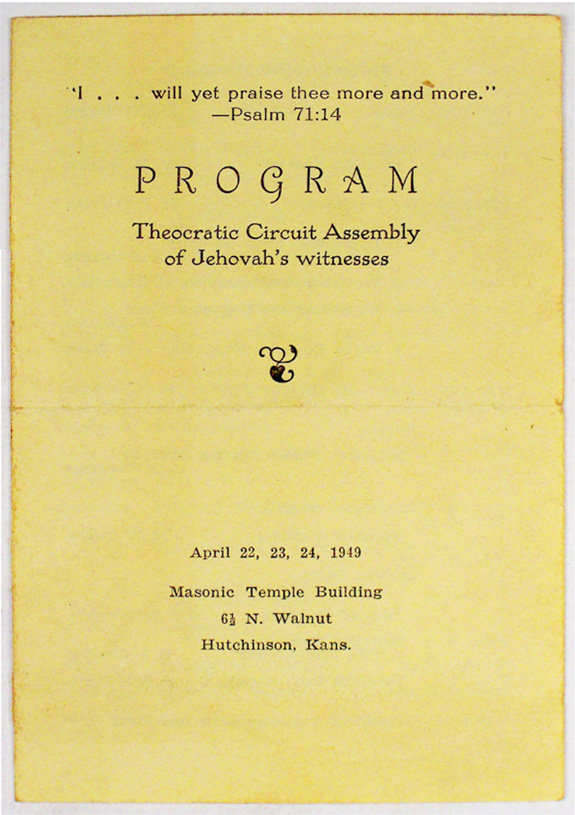 "I . . . will yet praise thee more and more."
—Psalm 71:14
PROGRAM
Theocratic Circuit Assembly
of Jehovah's witnesses
April 22, 23, 24, 1949
Masonic Temple Building
6½ N. Walnut
Hutchinson, Kans.